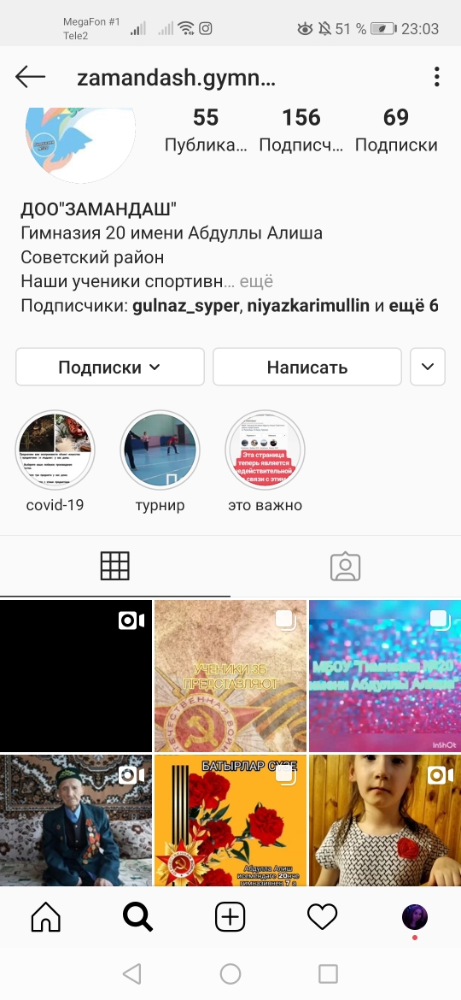 MegaFon #1
Tele2
51 % 23:03
zamandash.gymn...
55 156 69
Публика... Подписч... Подписки
ДОО"ЗАМАНДАШ"
Гимназия 20 имени Абдуллы Алиша
Советский район
Наши ученики спортивн... ещё
Подписчики: gulnaz_syper, niyazkarimullin и ещё 6
Подписки Написать
Эта страница
теперь является
недействительной
в связи с этим
covid-19 турнир это важно
УЧЕНИКИ 3Б
ПРЕДСТАВЛЯЮТ
ОТЕЧЕСТВЕННАЯ ВОЙНА
МБОУ "Гимназия №20
имени Абдуллы Алиша"
InShOt
БАТЫРЛАР СҮЗЕ
Абдулла Алиш
исемендәге 20нче
гимназиянең 7 а